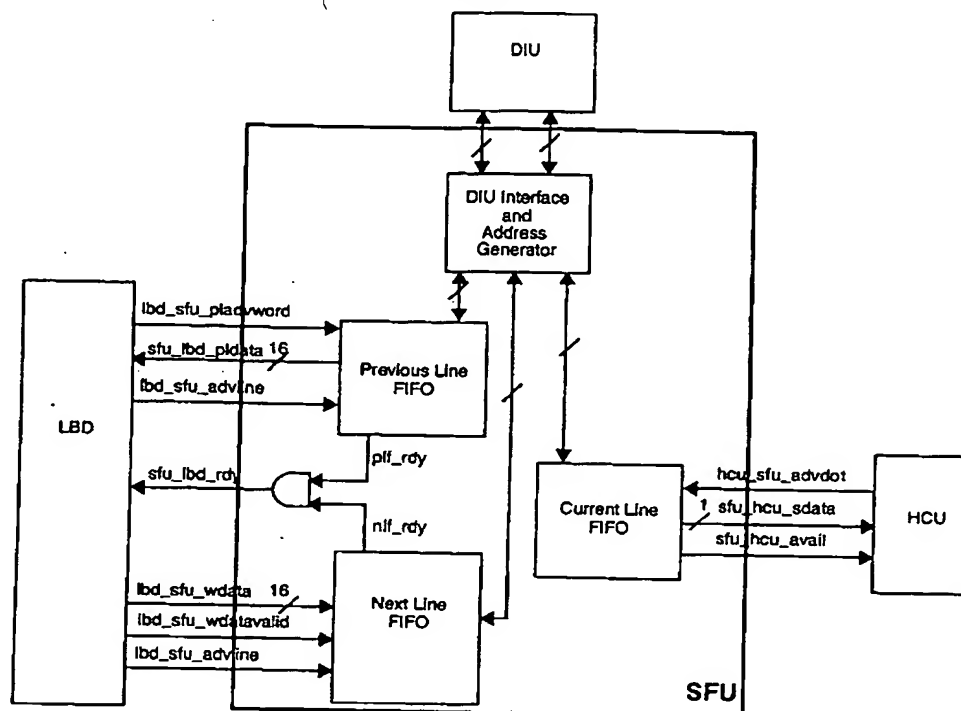 DIU
DIU Interface
and
Address
Generator
lbd_sfu_pladvword
sfu_lbd_pldata 16
lbd_sfu_advline
Previous Line
FIFO
LBD
plf_rdy
sfu_lbd_rdy
nlf_rdy
hcu_sfu_advdot
1 sfu_hcu_sdata
sfu_hcu_avail
Current Line
FIFO
HCU
lbd_sfu_wdata 16
lbd_sfu_wdatavalid
lbd_sfu_advline
Next Line
FIFO
SFU